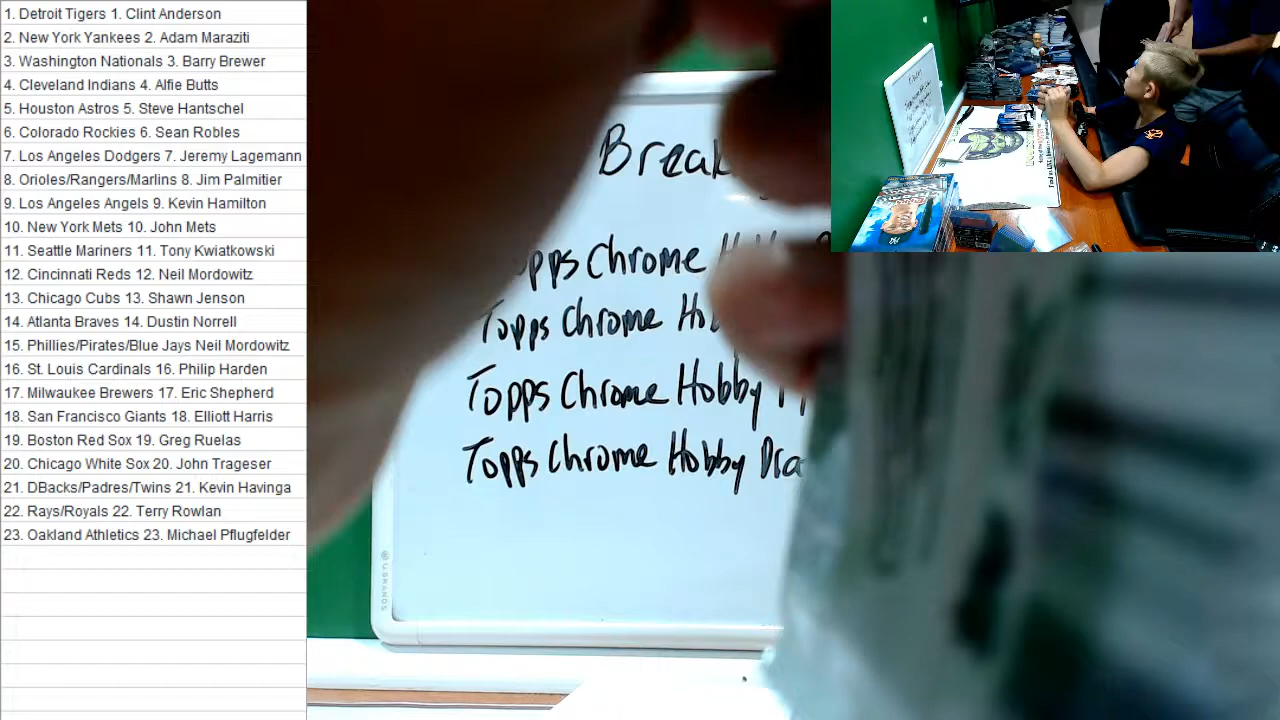 1. Detroit Tigers 1. Clint Anderson
2. New York Yankees 2. Adam Maraziti
3. Washington Nationals 3. Barry Brewer
4. Cleveland Indians 4. Alfie Butts
5. Houston Astros 5. Steve Hantschel
6. Colorado Rockies 6. Sean Robles
7. Los Angeles Dodgers 7. Jeremy Lagemann
8. Orioles/Rangers/Marlins 8. Jim Palmitier
9. Los Angeles Angels 9. Kevin Hamilton
10. New York Mets 10. John Mets
11. Seattle Mariners 11. Tony Kwiatkowski
12. Cincinnati Reds 12. Neil Mordowitz
13. Chicago Cubs 13. Shawn Jenson
14. Atlanta Braves 14. Dustin Norrell
15. Phillies/Pirates/Blue Jays Neil Mordowitz
16. St. Louis Cardinals 16. Philip Harden
17. Milwaukee Brewers 17. Eric Shepherd
18. San Francisco Giants 18. Elliott Harris
19. Boston Red Sox 19. Greg Ruelas
20. Chicago White Sox 20. John Trageser
21. DBacks/Padres/Twins 21. Kevin Havinga
22. Rays/Royals 22. Terry Rowlan
23. Oakland Athletics 23. Michael Pflugfelder
Break
Chrome
Topps Chrome
Topps Chrome Hobby
Topps Chrome Hobby